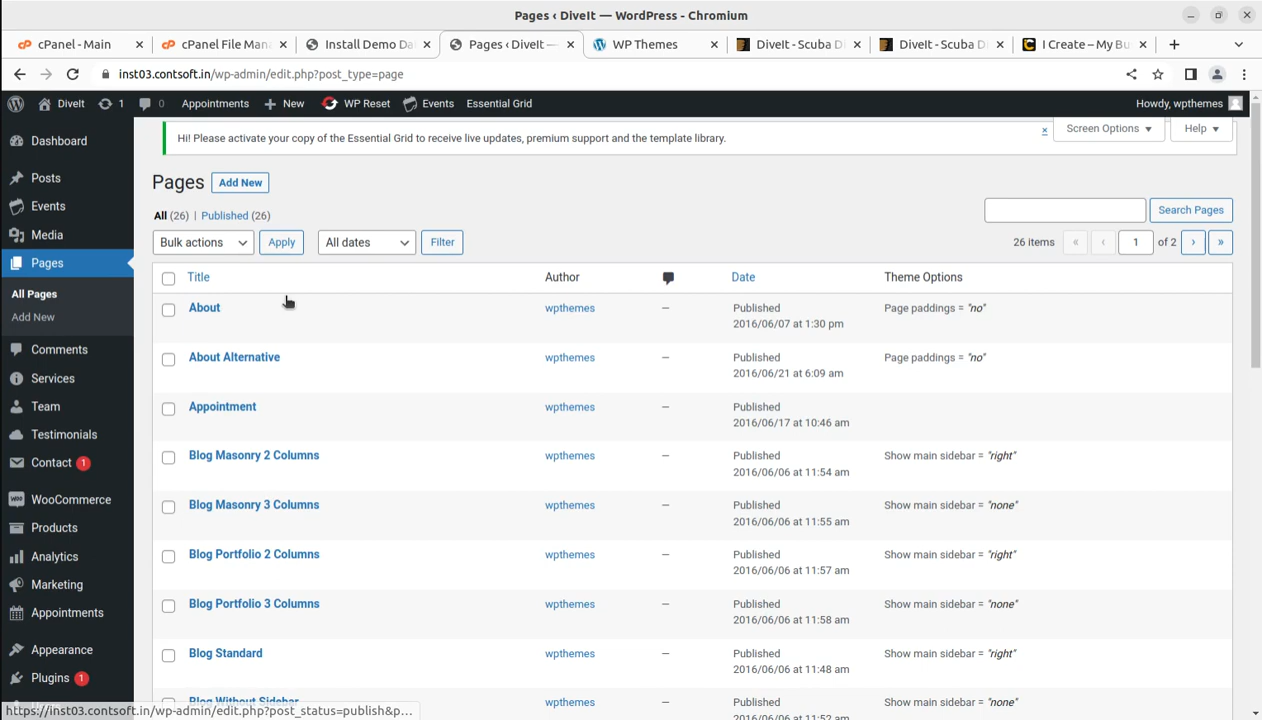 Pages ‹ DiveIt — WordPress - Chromium
cPanel - Main
cPanel File Man
Install Demo Da
Pages ‹ DiveIt —
WP Themes
DiveIt - Scuba D
DiveIt - Scuba D
I Create – My Bu
inst03.contsoft.in/wp-admin/edit.php?post_type=page
DiveIt 1 0 Appointments New WP Reset Events Essential Grid Howdy, wpthemes
Hi! Please activate your copy of the Essential Grid to receive live updates, premium support and the template library.
x
Screen Options
Help
Dashboard
Posts
Events
Media
Pages
All Pages
Add New
Comments
Services
Team
Testimonials
Contact 1
WooCommerce
Products
Analytics
Marketing
Appointments
Appearance
Plugins 1
Pages Add New
All (26) | Published (26)
Search Pages
Bulk actions Apply All dates Filter 26 items « ‹ 1 of 2 › »
Title Author Date Theme Options
About wpthemes — Published Page paddings = "no"
2016/06/07 at 1:30 pm
About Alternative wpthemes — Published Page paddings = "no"
2016/06/21 at 6:09 am
Appointment wpthemes — Published
2016/06/17 at 10:46 am
Blog Masonry 2 Columns wpthemes — Published Show main sidebar = "right"
2016/06/06 at 11:54 am
Blog Masonry 3 Columns wpthemes — Published Show main sidebar = "none"
2016/06/06 at 11:55 am
Blog Portfolio 2 Columns wpthemes — Published Show main sidebar = "right"
2016/06/06 at 11:57 am
Blog Portfolio 3 Columns wpthemes — Published Show main sidebar = "none"
2016/06/06 at 11:58 am
Blog Standard wpthemes — Published Show main sidebar = "right"
2016/06/06 at 11:48 am
Blog Without Sidebar wpthemes — Published Show main sidebar = "none"
2016/06/06 at 11:52 am
https://inst03.contsoft.in/wp-admin/edit.php?post_status=publish&p...